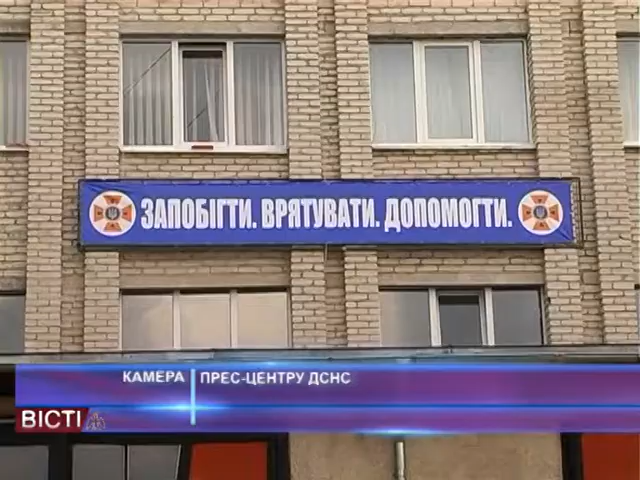 ЗАПОБІГТИ. ВРЯТУВАТИ. ДОПОМОГТИ.
КАМЕРА ПРЕС-ЦЕНТРУ ДСНС
ВІСТІ